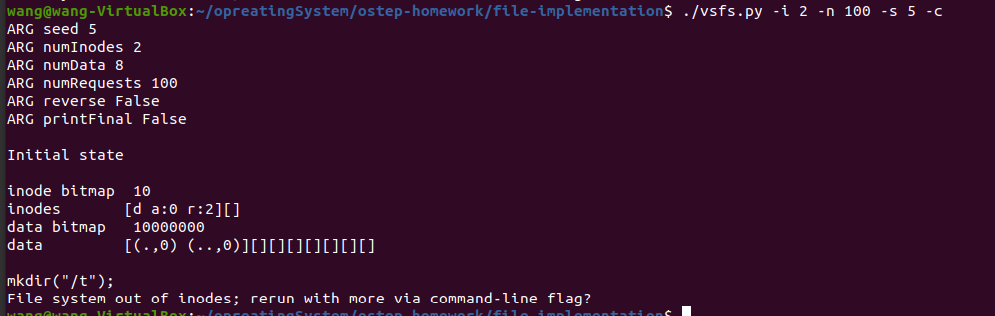 wang@wang-VirtualBox:~/opreatingSystem/ostep-homework/file-implementation$ ./vsfs.py -i 2 -n 100 -s 5 -c
ARG seed 5
ARG numInodes 2
ARG numData 8
ARG numRequests 100
ARG reverse False
ARG printFinal False
Initial state
inode bitmap  10
inodes       [d a:0 r:2][]
data bitmap   10000000
data         [(.,0) (..,0)][][][][][][][]
mkdir("/t");
File system out of inodes; rerun with more via command-line flag?
wang@wang-VirtualBox:~/opreatingSystem/ostep-homework/file-implementation$